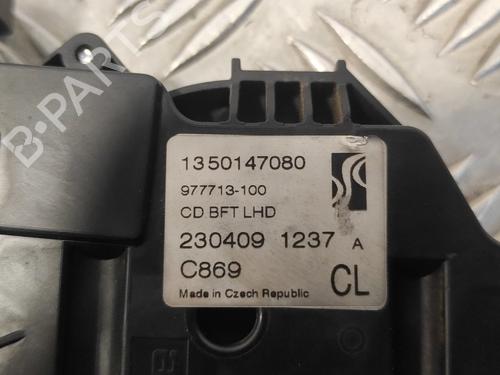 B-PARTS
1350147080
977713-100
CD BFT LHD
230409 1237 A
C869
CL
Made in Czech Republic